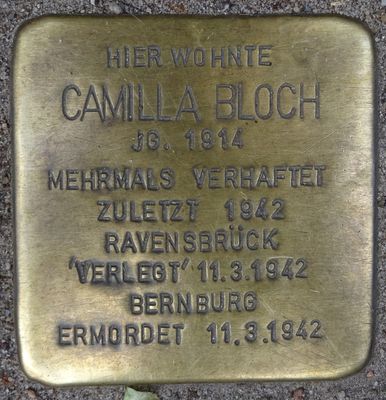 HIER WOHNTE
CAMILLA BLOCH
JG. 1914
MEHRMALS VERHAFTET
ZULETZT 1942
RAVENSBRÜCK
'VERLEGT' 11.3.1942
BERNBURG
ERMORDET 11.3.1942